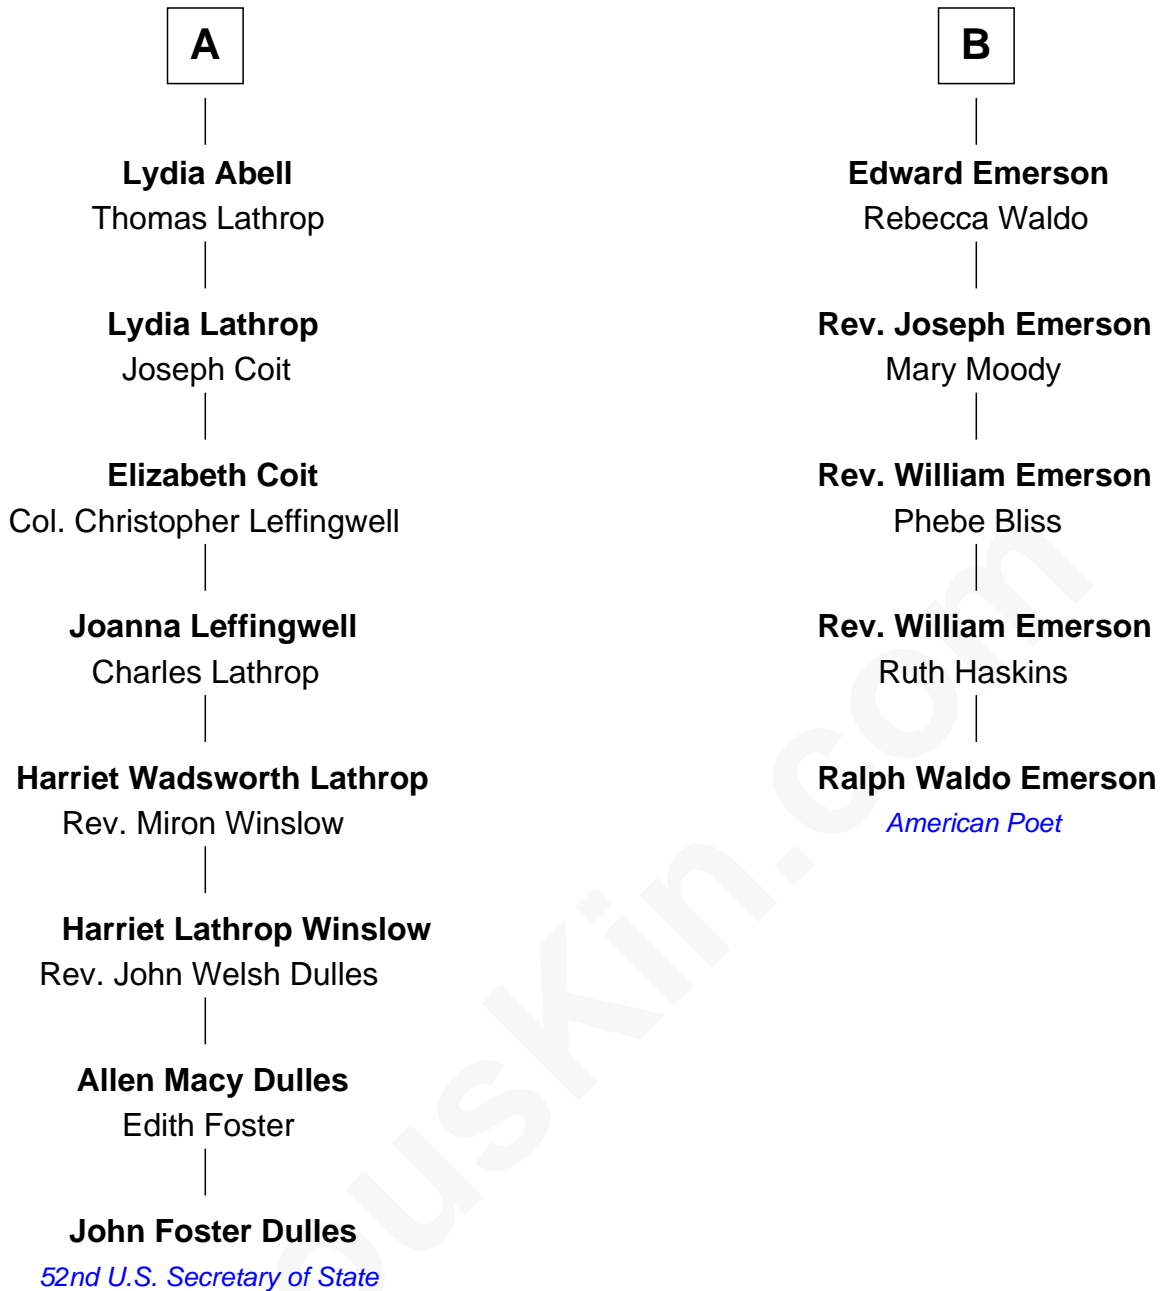 A
Lydia Abell
Thomas Lathrop
Lydia Lathrop
Joseph Coit
Elizabeth Coit
Col. Christopher Leffingwell
Joanna Leffingwell
Charles Lathrop
Harriet Wadsworth Lathrop
Rev. Miron Winslow
Harriet Lathrop Winslow
Rev. John Welsh Dulles
Allen Macy Dulles
Edith Foster
John Foster Dulles
52nd U.S. Secretary of State
B
Edward Emerson
Rebecca Waldo
Rev. Joseph Emerson
Mary Moody
Rev. William Emerson
Phebe Bliss
Rev. William Emerson
Ruth Haskins
Ralph Waldo Emerson
American Poet
ousKin.com